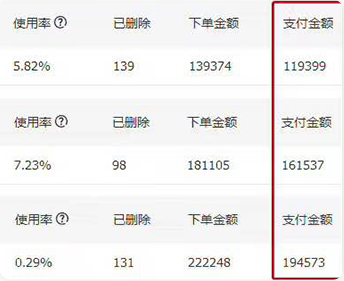 使用率? 已删除 下单金额 支付金额
5.82% 139 139374 119399
使用率? 已删除 下单金额 支付金额
7.23% 98 181105 161537
使用率? 已删除 下单金额 支付金额
0.29% 131 222248 194573